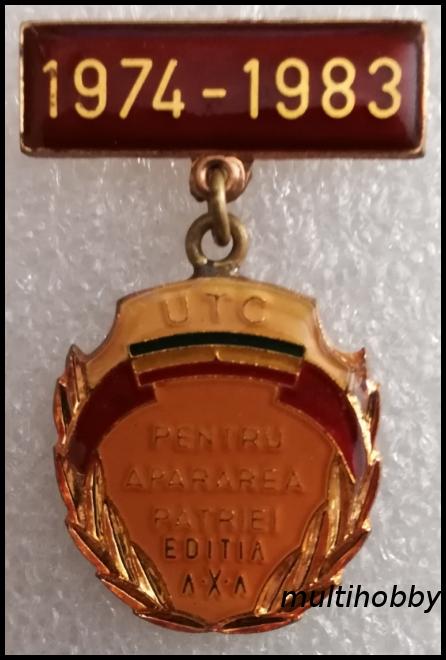 1974-1983
UTC
PENTRU
APARAREA
PATRIEI
EDITIA
A·X·A
multihobby